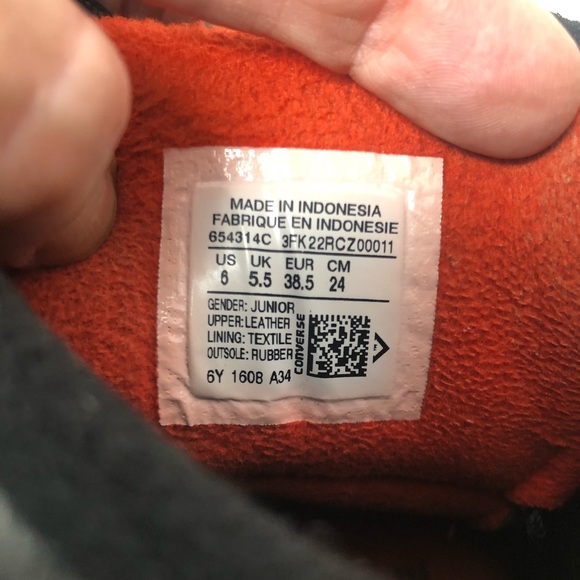 MADE IN INDONESIA
FABRIQUE EN INDONESIE
654314C 3FK22RCZ00011
US UK EUR CM
6 5.5 38.5 24
GENDER: JUNIOR
UPPER: LEATHER
LINING: TEXTILE
OUTSOLE: RUBBER
CONVERSE
6Y 1608 A34